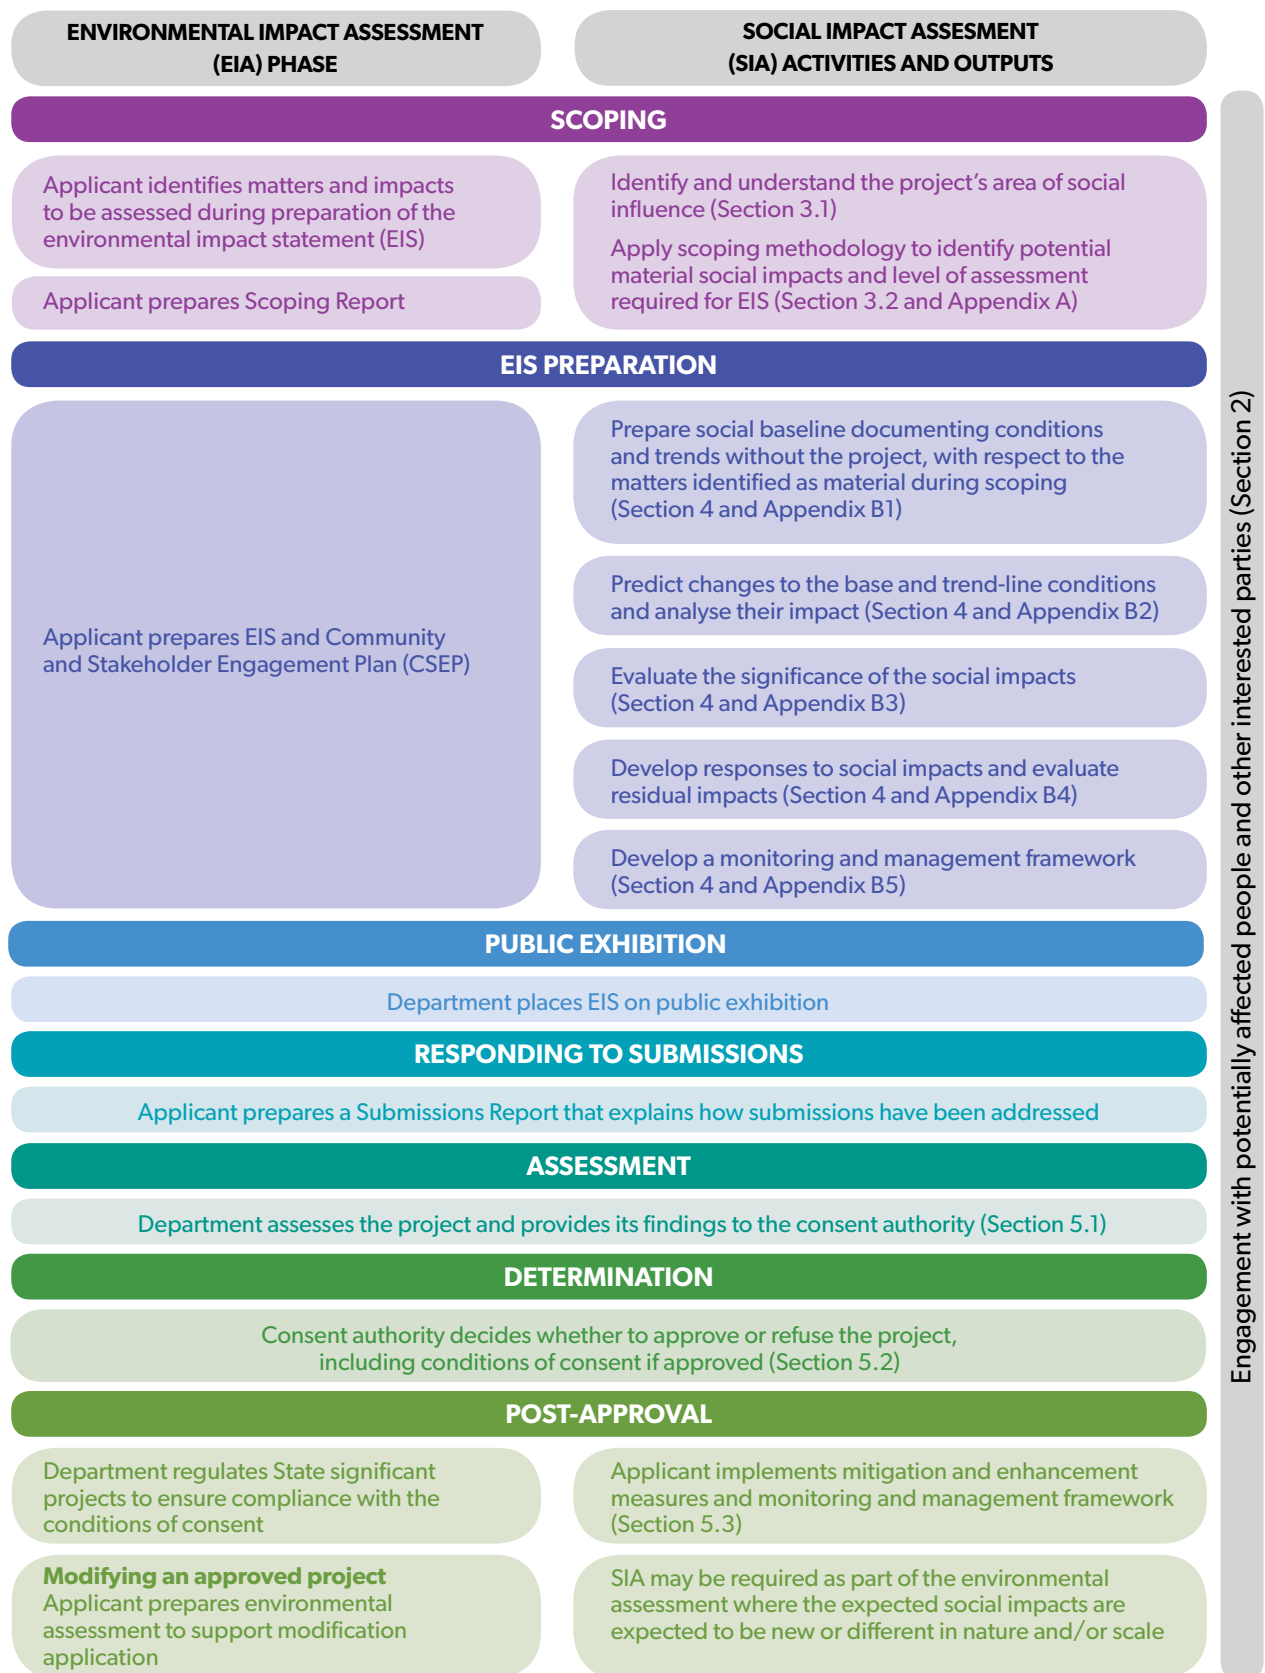 ENVIRONMENTAL IMPACT ASSESSMENT
(EIA) PHASE
SOCIAL IMPACT ASSESMENT
(SIA) ACTIVITIES AND OUTPUTS
SCOPING
Applicant identifies matters and impacts
to be assessed during preparation of the
environmental impact statement (EIS)
Applicant prepares Scoping Report
Identify and understand the project’s area of social
influence (Section 3.1)
Apply scoping methodology to identify potential
material social impacts and level of assessment
required for EIS (Section 3.2 and Appendix A)
EIS PREPARATION
Applicant prepares EIS and Community
and Stakeholder Engagement Plan (CSEP)
Prepare social baseline documenting conditions
and trends without the project, with respect to the
matters identified as material during scoping
(Section 4 and Appendix B1)
Predict changes to the base and trend-line conditions
and analyse their impact (Section 4 and Appendix B2)
Evaluate the significance of the social impacts
(Section 4 and Appendix B3)
Develop responses to social impacts and evaluate
residual impacts (Section 4 and Appendix B4)
Develop a monitoring and management framework
(Section 4 and Appendix B5)
PUBLIC EXHIBITION
Department places EIS on public exhibition
RESPONDING TO SUBMISSIONS
Applicant prepares a Submissions Report that explains how submissions have been addressed
ASSESSMENT
Department assesses the project and provides its findings to the consent authority (Section 5.1)
DETERMINATION
Consent authority decides whether to approve or refuse the project,
including conditions of consent if approved (Section 5.2)
POST-APPROVAL
Department regulates State significant
projects to ensure compliance with the
conditions of consent
Applicant implements mitigation and enhancement
measures and monitoring and management framework
(Section 5.3)
Modifying an approved project
Applicant prepares environmental
assessment to support modification
application
SIA may be required as part of the environmental
assessment where the expected social impacts are
expected to be new or different in nature and/or scale
Engagement with potentially affected people and other interested parties (Section 2)